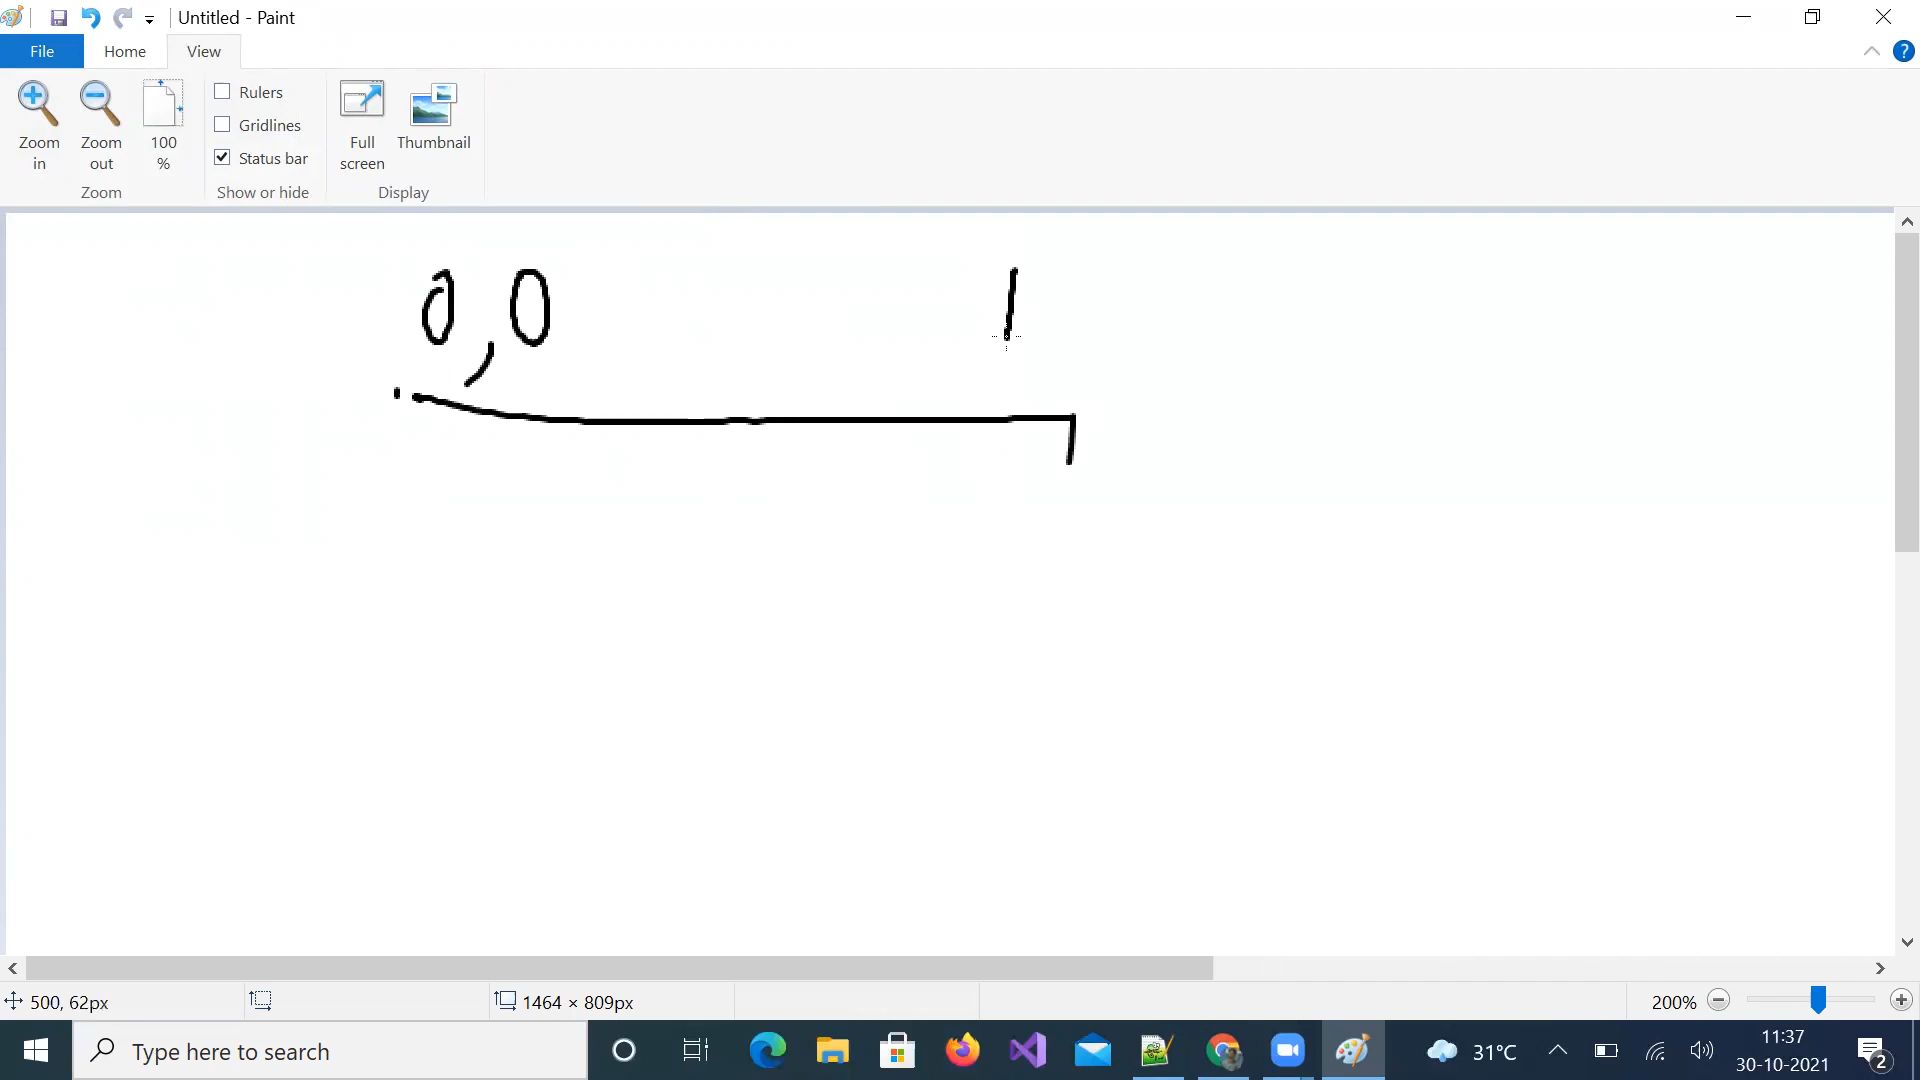 Untitled - Paint
File Home View
Zoom in
Zoom out
100 %
Rulers
Gridlines
Status bar
Full screen
Thumbnail
Zoom
Show or hide
Display
0,0 1
500, 62px
1464 × 809px
200%
Type here to search
31°C
11:37
30-10-2021
2